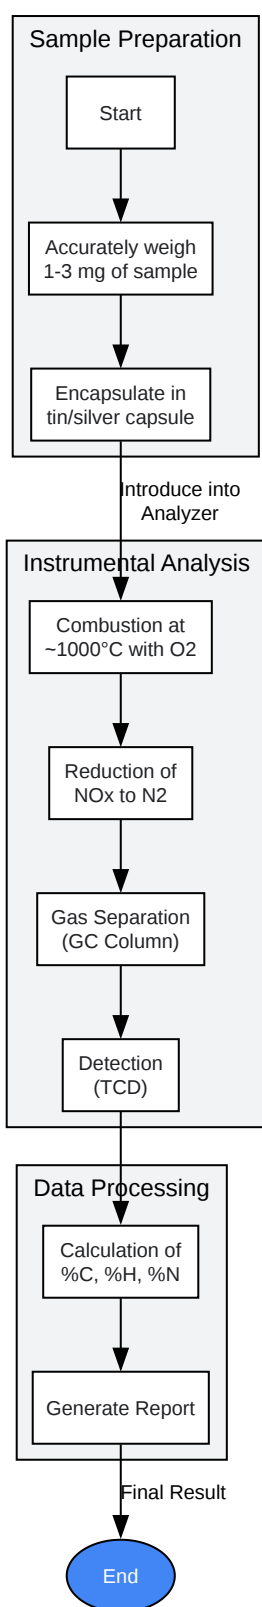 Sample Preparation
Start
Accurately weigh
1-3 mg of sample
Encapsulate in
tin/silver capsule
Introduce into
Analyzer
Instrumental Analysis
Combustion at
~1000°C with O2
Reduction of
NOx to N2
Gas Separation
(GC Column)
Detection
(TCD)
Data Processing
Calculation of
%C, %H, %N
Generate Report
Final Result
End